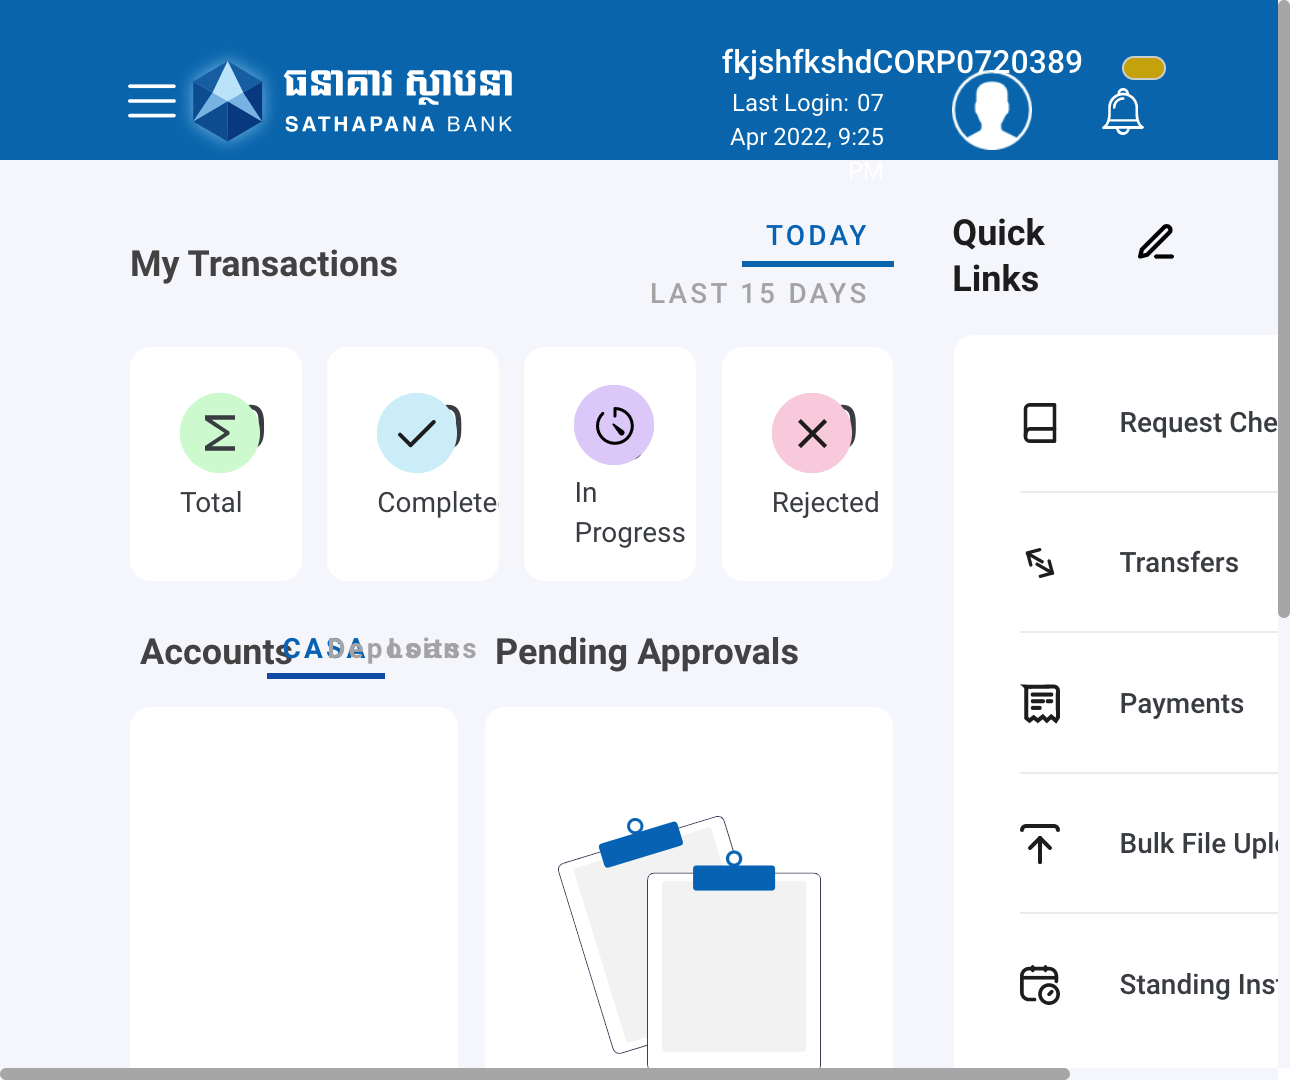 ធនាគារ ស្ថាបនា
SATHAPANA BANK
fkjshfkshdCORP0720389
Last Login: 07
Apr 2022, 9:25
PM
My Transactions
TODAY
LAST 15 DAYS
Quick
Links
Total
Complete
In
Progress
Rejected
Accounts
CASA
Deposits
Loans
Pending Approvals
Request Che
Transfers
Payments
Bulk File Upl
Standing Ins